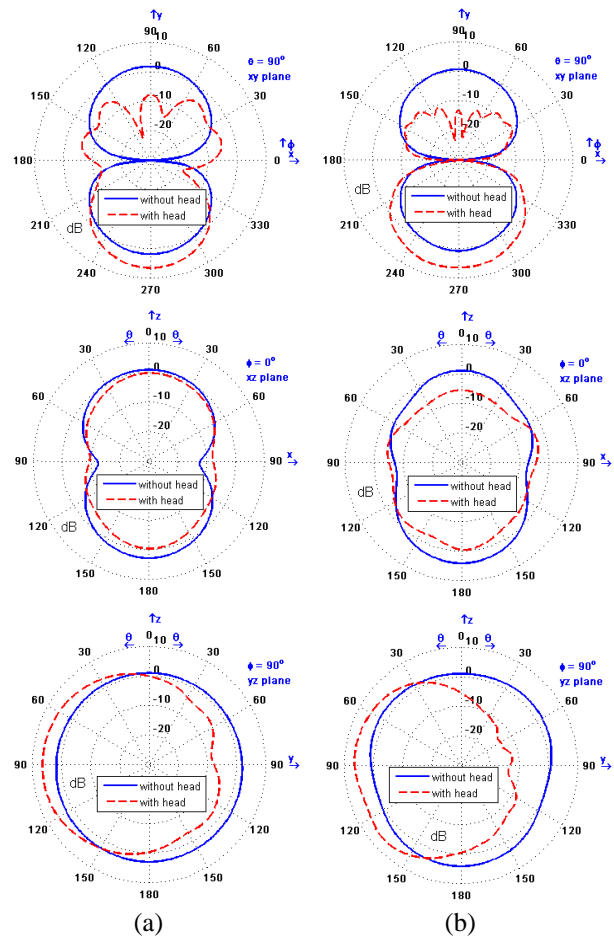 ↑y
90
10
120
60
θ = 90°
xy plane
0
150
-10
30
-20
↑ϕ
180
0
x
→
without head
with head
210
dB
330
240
300
270
↑y
90
10
120
60
θ = 90°
xy plane
0
150
-10
30
-20
↑ϕ
180
0
x
→
dB
without head
with head
210
330
240
300
270
↑z
θ 0 θ
← 10 →
30
30
ϕ = 0°
xz plane
0
60
60
-10
-20
90
90
x
→
without head
with head
120
dB
120
150
150
180
↑z
θ 0 θ
← 10 →
30
30
ϕ = 0°
xz plane
0
60
60
-10
-20
90
90
x
→
dB
without head
with head
120
120
150
150
180
↑z
θ 0 θ
← 10 →
30
30
ϕ = 90°
yz plane
0
60
60
-10
-20
90
90
y
→
dB
without head
with head
120
120
150
150
180
↑z
θ 0 θ
← 10 →
30
30
ϕ = 90°
yz plane
0
60
60
-10
-20
90
90
y
→
without head
with head
120
dB
120
150
150
180
(a)
(b)